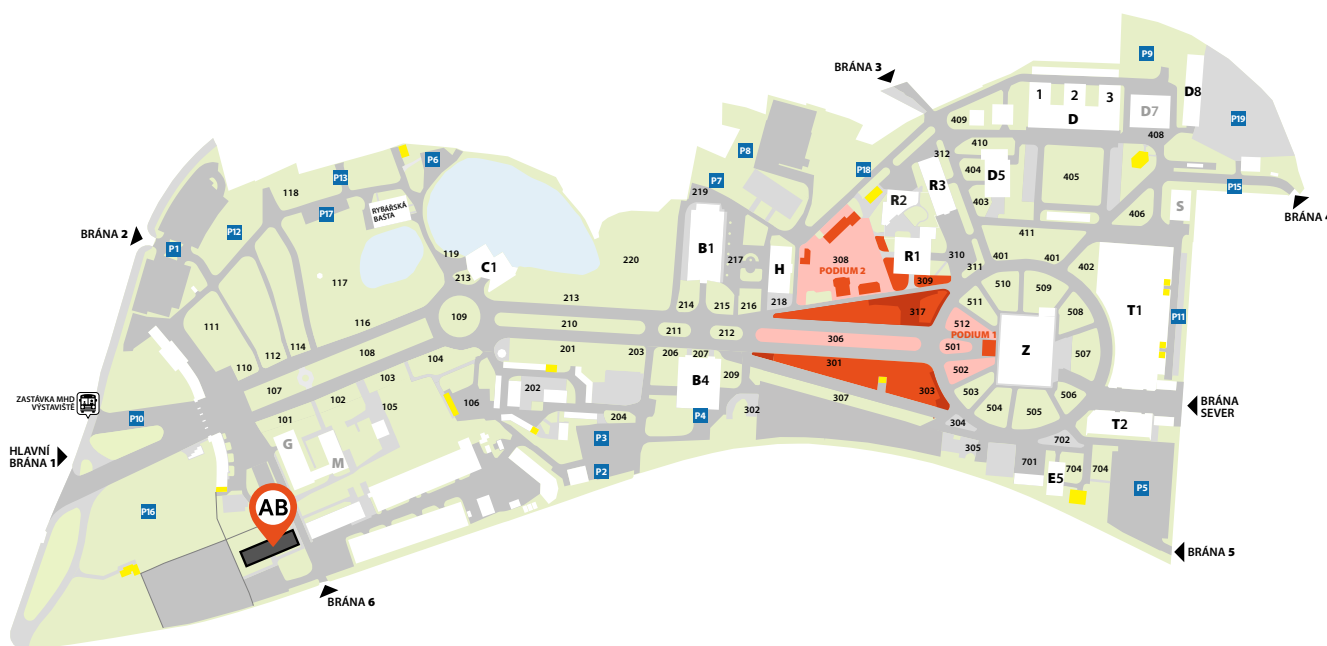 P9
BRÁNA 3
D8
1
2
3
D7
P19
D
409
408
P8
410
312
P18
P6
P13
D5
404
405
R3
118
P7
P15
219
403
P17
RYBÁŘSKÁ
BAŠTA
R2
S
406
BRÁNA 4
P12
BRÁNA 2
411
P1
B1
119
220
217
308
R1
310
401
401
C1
H
PODIUM 2
311
402
117
213
309
510
509
213
214
215
216
218
511
T1
317
508
109
P11
111
116
210
211
212
512
114
306
PODIUM 1
112
108
104
201
203
206
207
501
Z
507
110
301
502
103
B4
209
107
202
303
503
506
102
105
106
307
ZASTÁVKA MHD
VÝSTAVIŠTĚ
504
505
BRÁNA
SEVER
P10
101
204
P4
302
304
T2
G
P3
702
HLAVNÍ
BRÁNA 1
305
M
701
704
704
P2
E5
P5
P16
AB
BRÁNA 5
BRÁNA 6